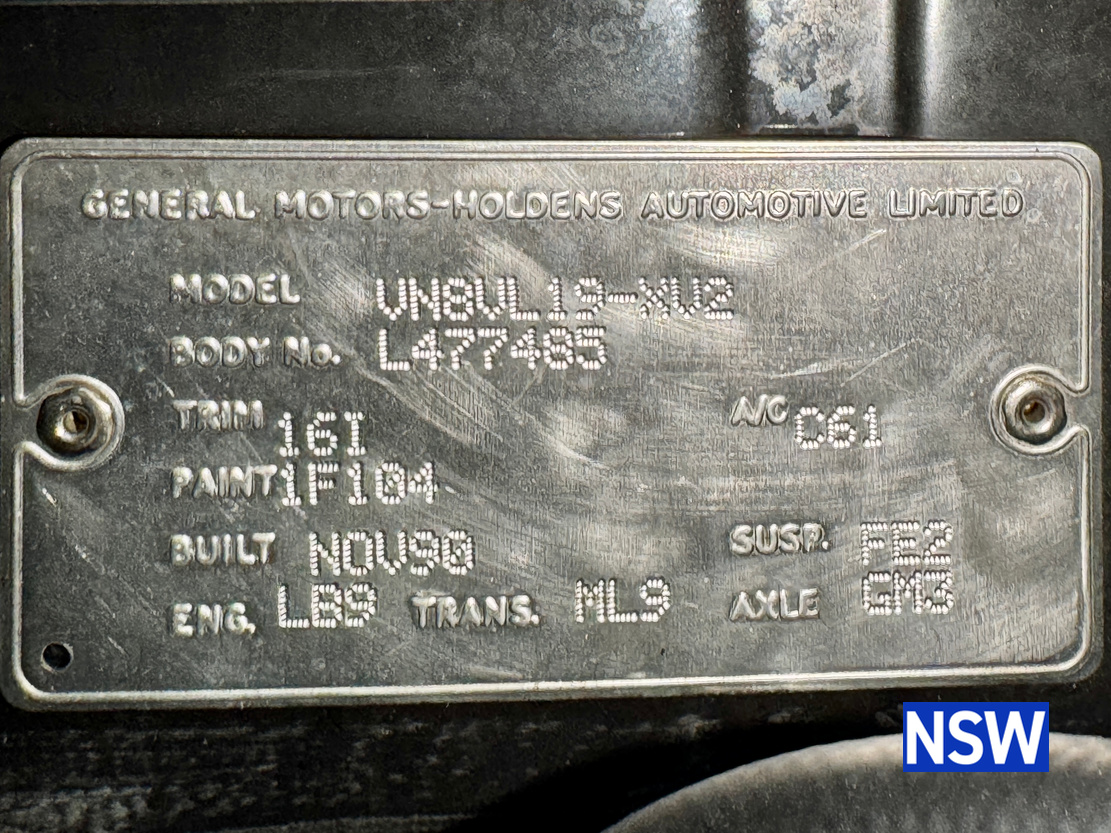 GENERAL MOTORS-HOLDENS AUTOMOTIVE LIMITED
MODEL VN8VL19-XV2
BODY No. L477485
TRIM 16I A/C C61
PAINT 1F104
BUILT NOV90 SUSP. FE2
ENG. LB9 TRANS. ML9 AXLE GM3
NSW